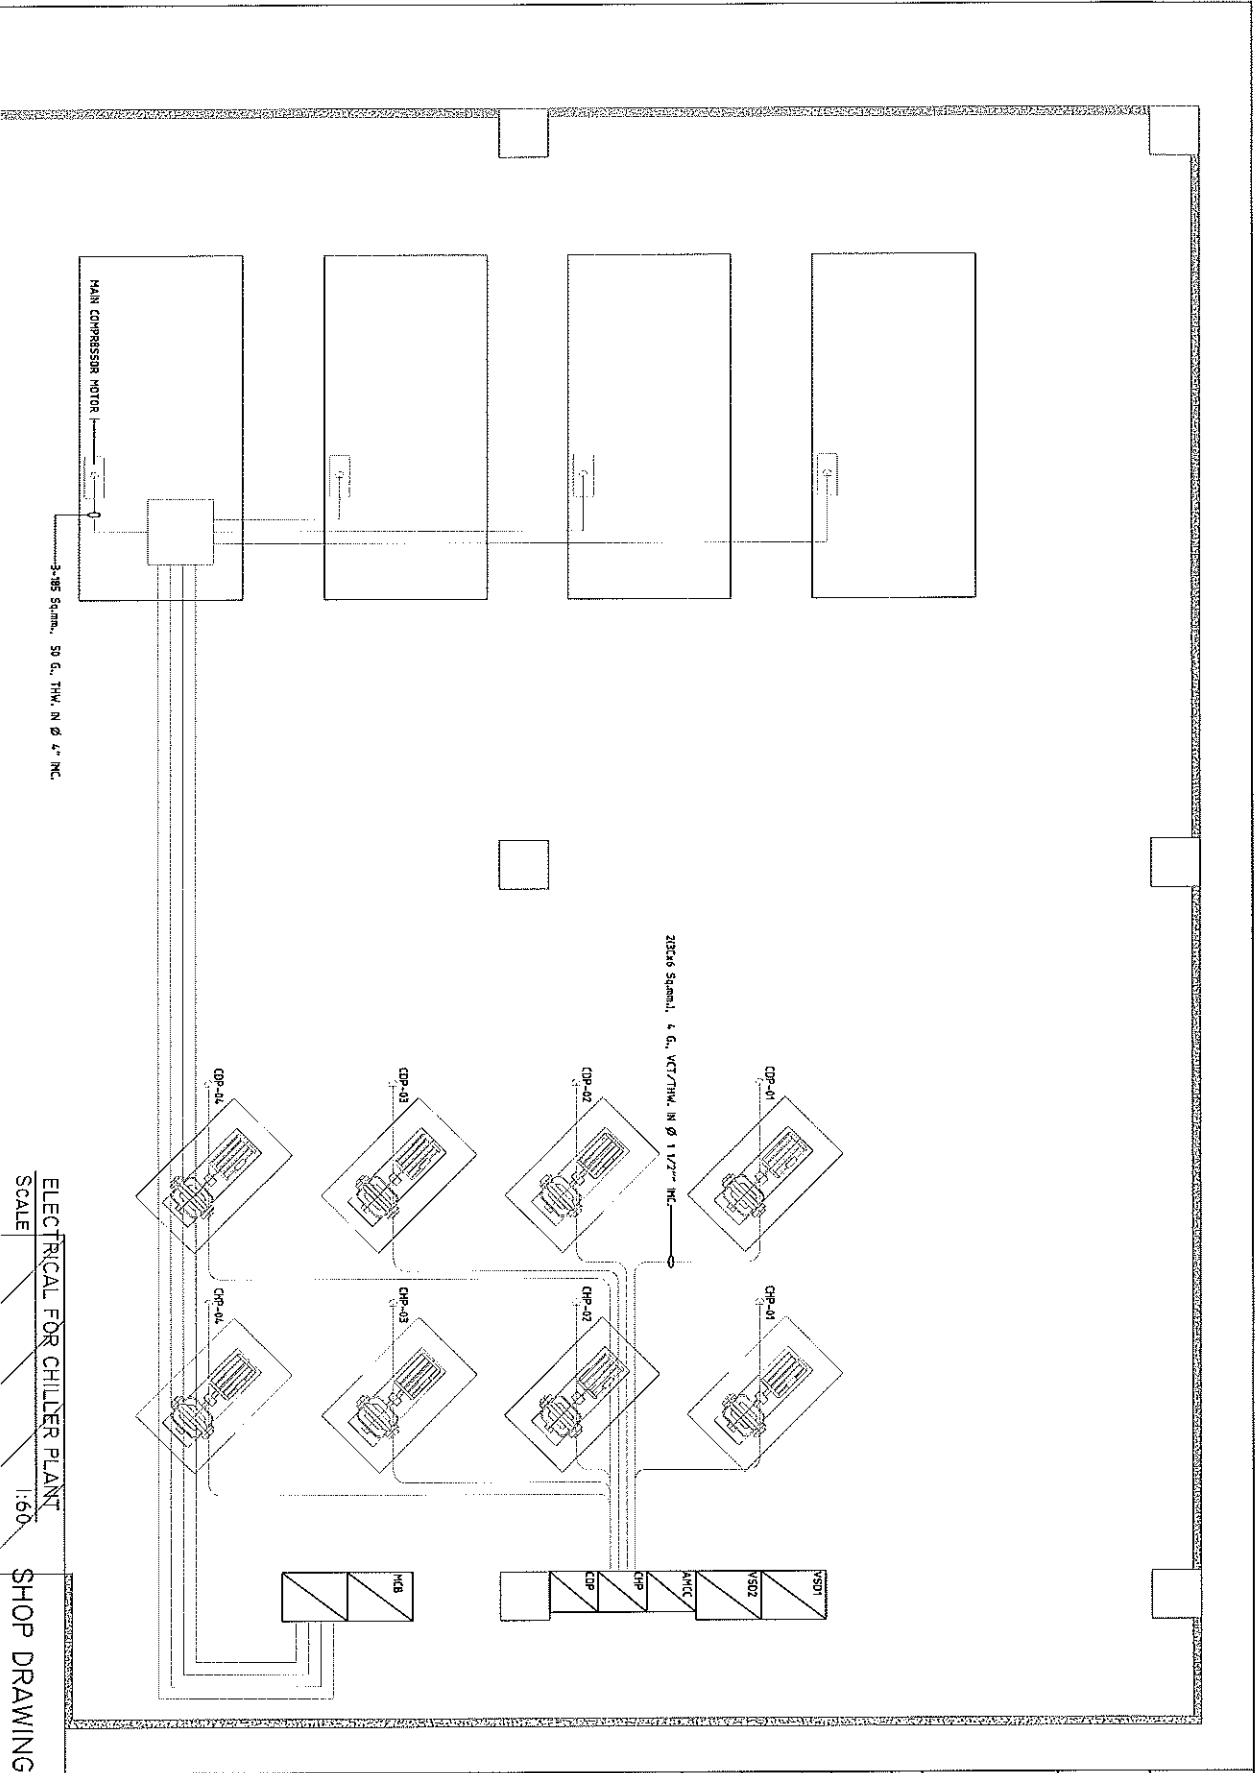 MAIN COMPRBSSOR MOTOR
3-185 Sq.mm., 50 G., THW. IN Ø 4" IMC.
2(3Cx6 Sq.mm.), 4 G., VCT/THW. IN Ø 1 1/2"" IMC.
CDP-01
CDP-02
CDP-03
CDP-04
CHP-01
CHP-02
CHP-03
CHP-04
VSD1
VSD2
AMCC
CHP
CDP
MCB
ELECTRICAL FOR CHILLER PLANT
SCALE 1:60
SHOP DRAWING